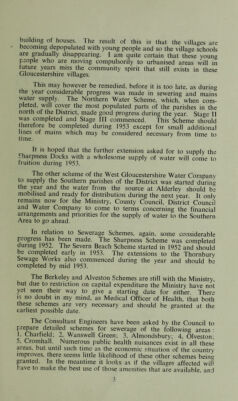 building of houses. The result of this is that the villages are
becoming depopulated with young people and so the village schools
are gradually disappearing. I am quite certain that these young
people who are moving compulsorily to urbanised areas will in
future years miss the community spirit that still exists in these
Gloucestershire villages.
This may however be remedied, before it is too late, as during
the year considerable progress was made in sewering and mains
water supply. The Northern Water Scheme, which, when com-
pleted, will cover the most populated parts of the parishes in the
north of the District, made good progress during the year. Stage II
was completed and Stage III commenced. This Scheme should
therefore be completed during 1953 except for small additional
lines of mains which may be considered necessary from time to
time.
It is hoped that the further extension asked for to supply the
Sharpness Docks with a wholesome supply of water will come to
fruition during 1953.
The other scheme of the West Gloucestershire Water Company
to supply the Southern parishes of the District was started during
the year and the water from the source at Alderley should be
mobilised and ready for distribution during the next year. It only
remains now for the Ministry, County Council, District Council
and Water Company to come to terms concerning the financial
arrangements and priorities for the supply of water to the Southern
Area to go ahead.
In relation to Sewerage Schemes, again, some considerable
progress has been made. The Sharpness Scheme was completed
during 1952. The Severn Beach Scheme started in 1952 and should
be completed early in 1953. The extensions to the Thornbury
Sewage Works also commenced during the year and should be
completed by mid 1953.
The Berkeley and Alveston Schemes are still with the Ministry,
but due to restriction on capital expenditure the Ministry have not
yet seen their way to give a starting date for either. There
is no doubt in my mind, as Medical Officer of Health, that both
these schemes are very necessary and should be granted at the
earliest possible date.
The Consultant Engineers have been asked by the Council to
prepare detailed schemes for sewerage of the following areas:
1, Charfield; 2, Wanswell Green; 3, Almondsbury; 4, Olveston;
5, Cromhall. Numerous public health nuisances exist in all these
areas, but until such time as the economic situation of the country
improves, there seems little likelihood of these other schemes being
granted. In the meantime it looks as if the villages affected will
have to make the best use of those amenities that are available, and
3